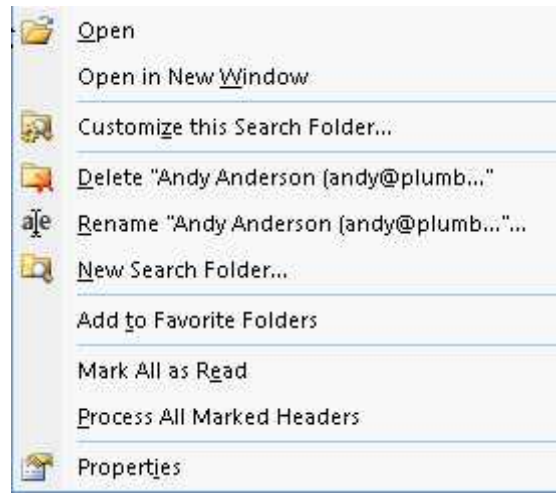 Open
Open in New Window
Customize this Search Folder...
Delete "Andy Anderson (andy@plumb..."
Rename "Andy Anderson (andy@plumb..."...
New Search Folder...
Add to Favorite Folders
Mark All as Read
Process All Marked Headers
Properties